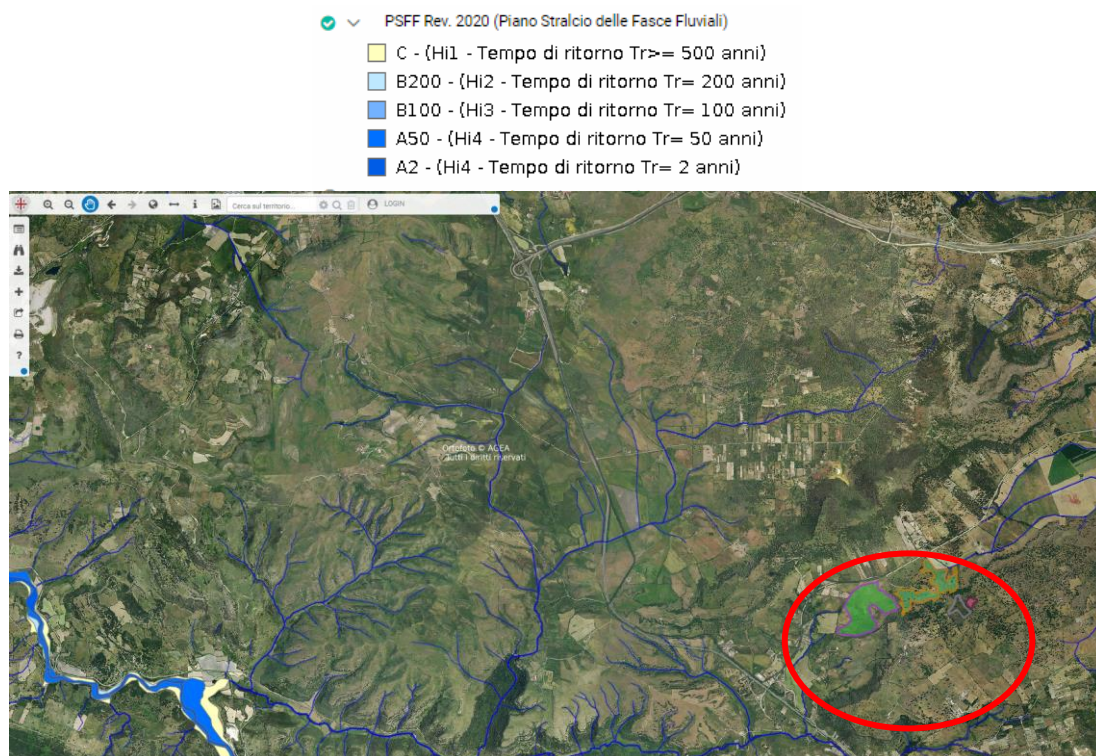 PSFF Rev. 2020 (Piano Stralcio delle Fasce Fluviali)
C - (Hi1 - Tempo di ritorno Tr>= 500 anni)
B200 - (Hi2 - Tempo di ritorno Tr= 200 anni)
B100 - (Hi3 - Tempo di ritorno Tr= 100 anni)
A50 - (Hi4 - Tempo di ritorno Tr= 50 anni)
A2 - (Hi4 - Tempo di ritorno Tr= 2 anni)
Cerca sul territorio...
LOGIN
?
Ortofoto © AGEA
Tutti i diritti riservati